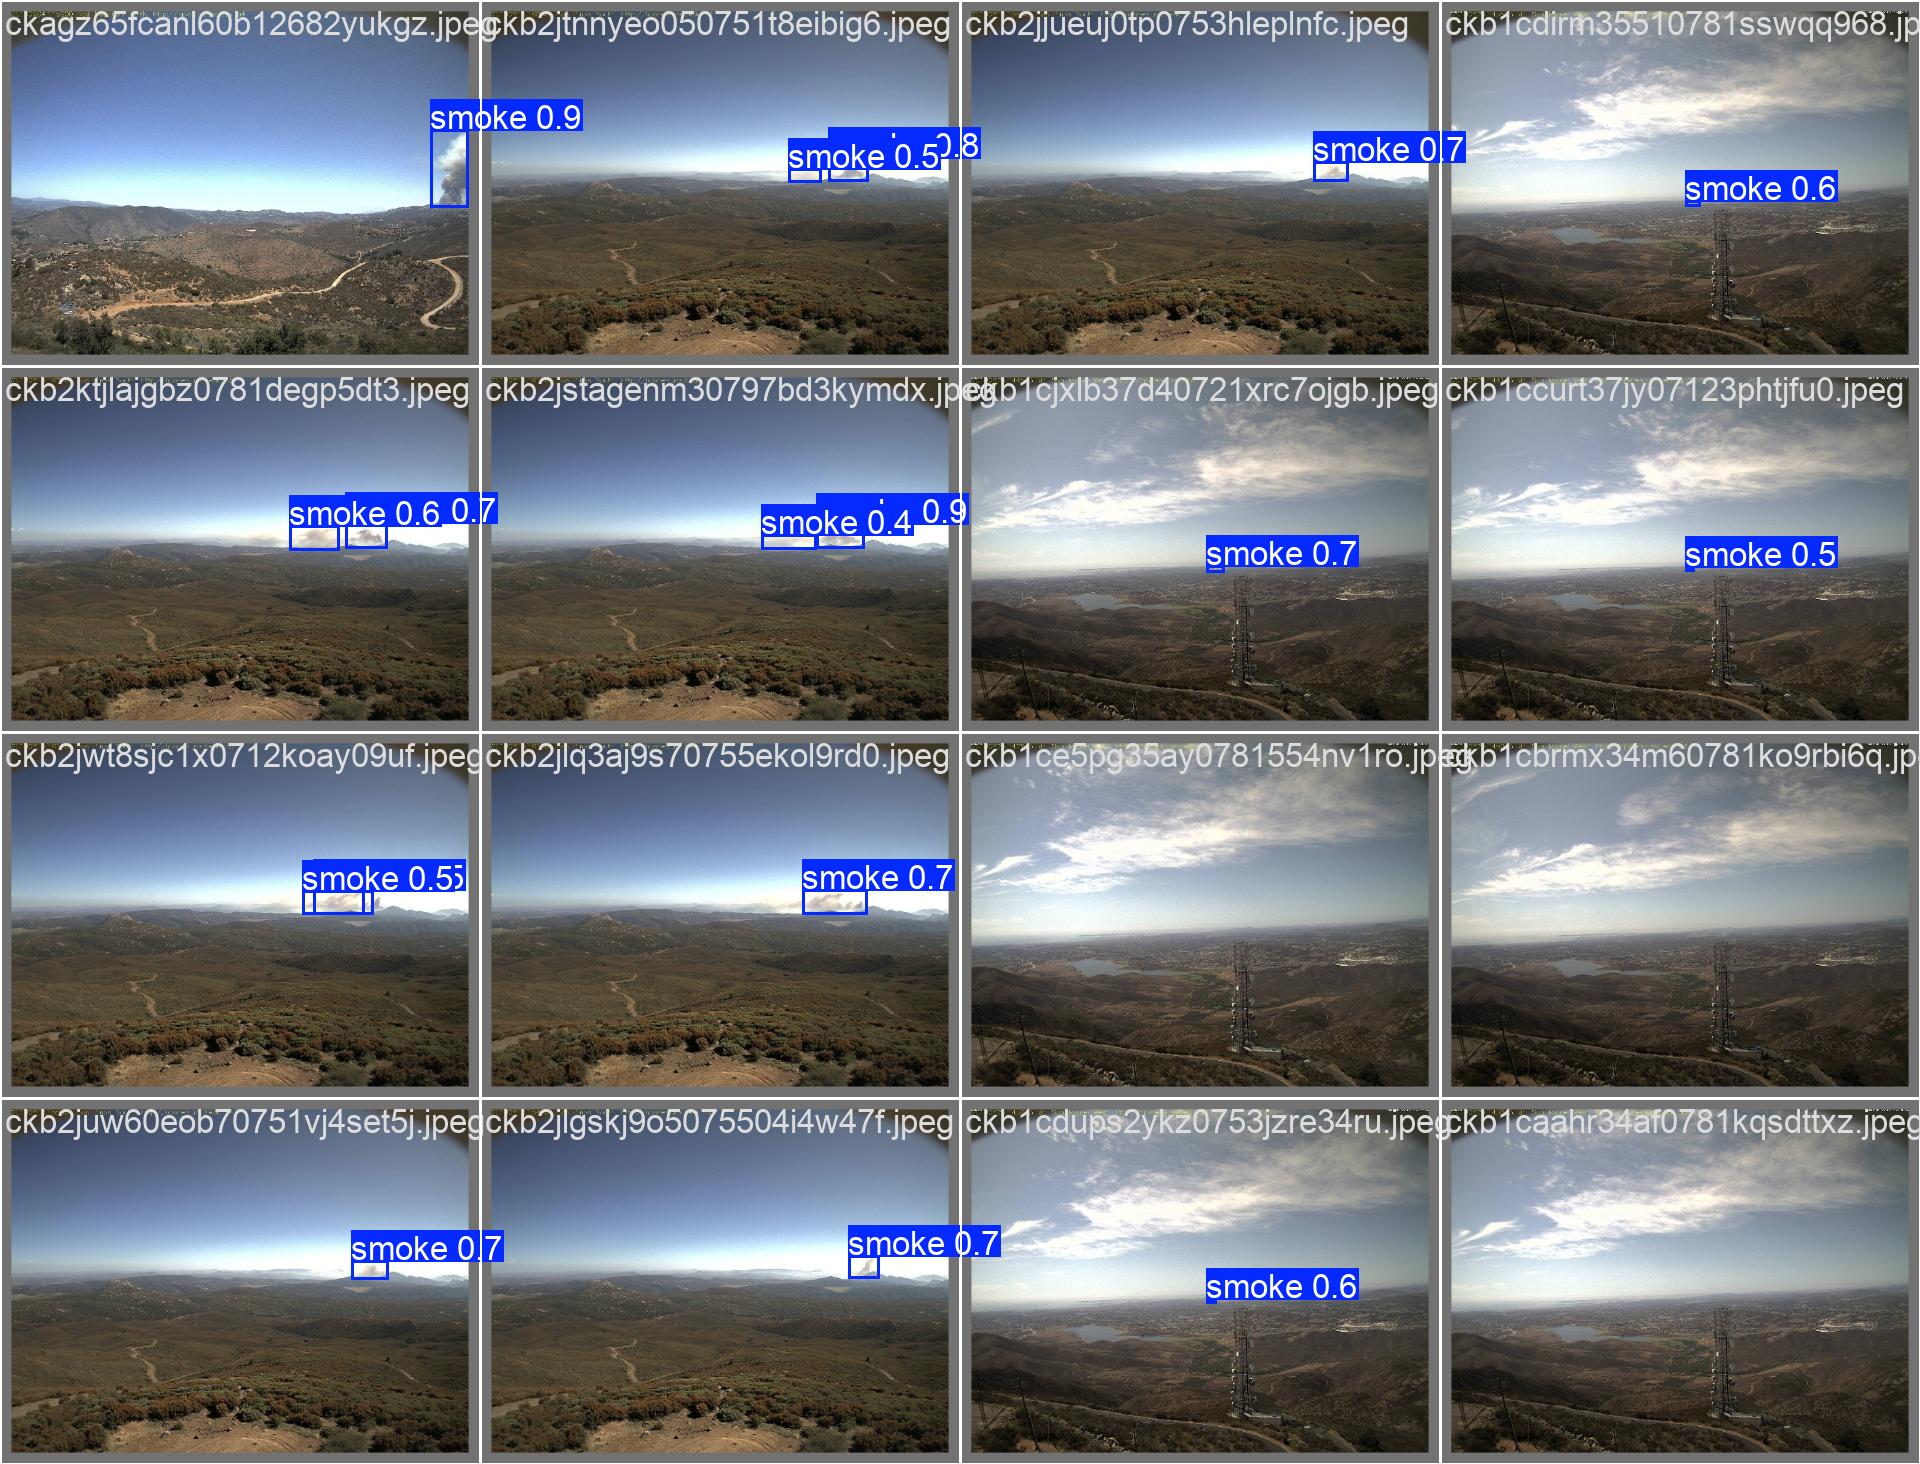 ckagz65fcanl60b12682yukgz.jpeg
ckb2jtnnyeo050751t8eibig6.jpeg
ckb2jjueuj0tp0753hleplnfc.jpeg
ckb1cdirm35510781sswqq968.jp
smoke 0.9
smoke 0.5
0.8
smoke 0.7
smoke 0.6
ckb2ktjlajgbz0781degp5dt3.jpeg
ckb2jstagenm30797bd3kymdx.jpeg
ckb1cjxlb37d40721xrc7ojgb.jpeg
ckb1ccurt37jy07123phtjfu0.jpeg
smoke 0.6
0.7
smoke 0.4
0.9
smoke 0.7
smoke 0.5
ckb2jwt8sjc1x0712koay09uf.jpeg
ckb2jlq3aj9s70755ekol9rd0.jpeg
ckb1ce5pg35ay0781554nv1ro.jpeg
ckb1cbrmx34m60781ko9rbi6q.jp
smoke 0.5
smoke 0.7
ckb2juw60eob70751vj4set5j.jpeg
ckb2jlgskj9o5075504i4w47f.jpeg
ckb1cdups2ykz0753jzre34ru.jpeg
ckb1caahr34af0781kqsdttxz.jpeg
smoke 0.7
smoke 0.7
smoke 0.6